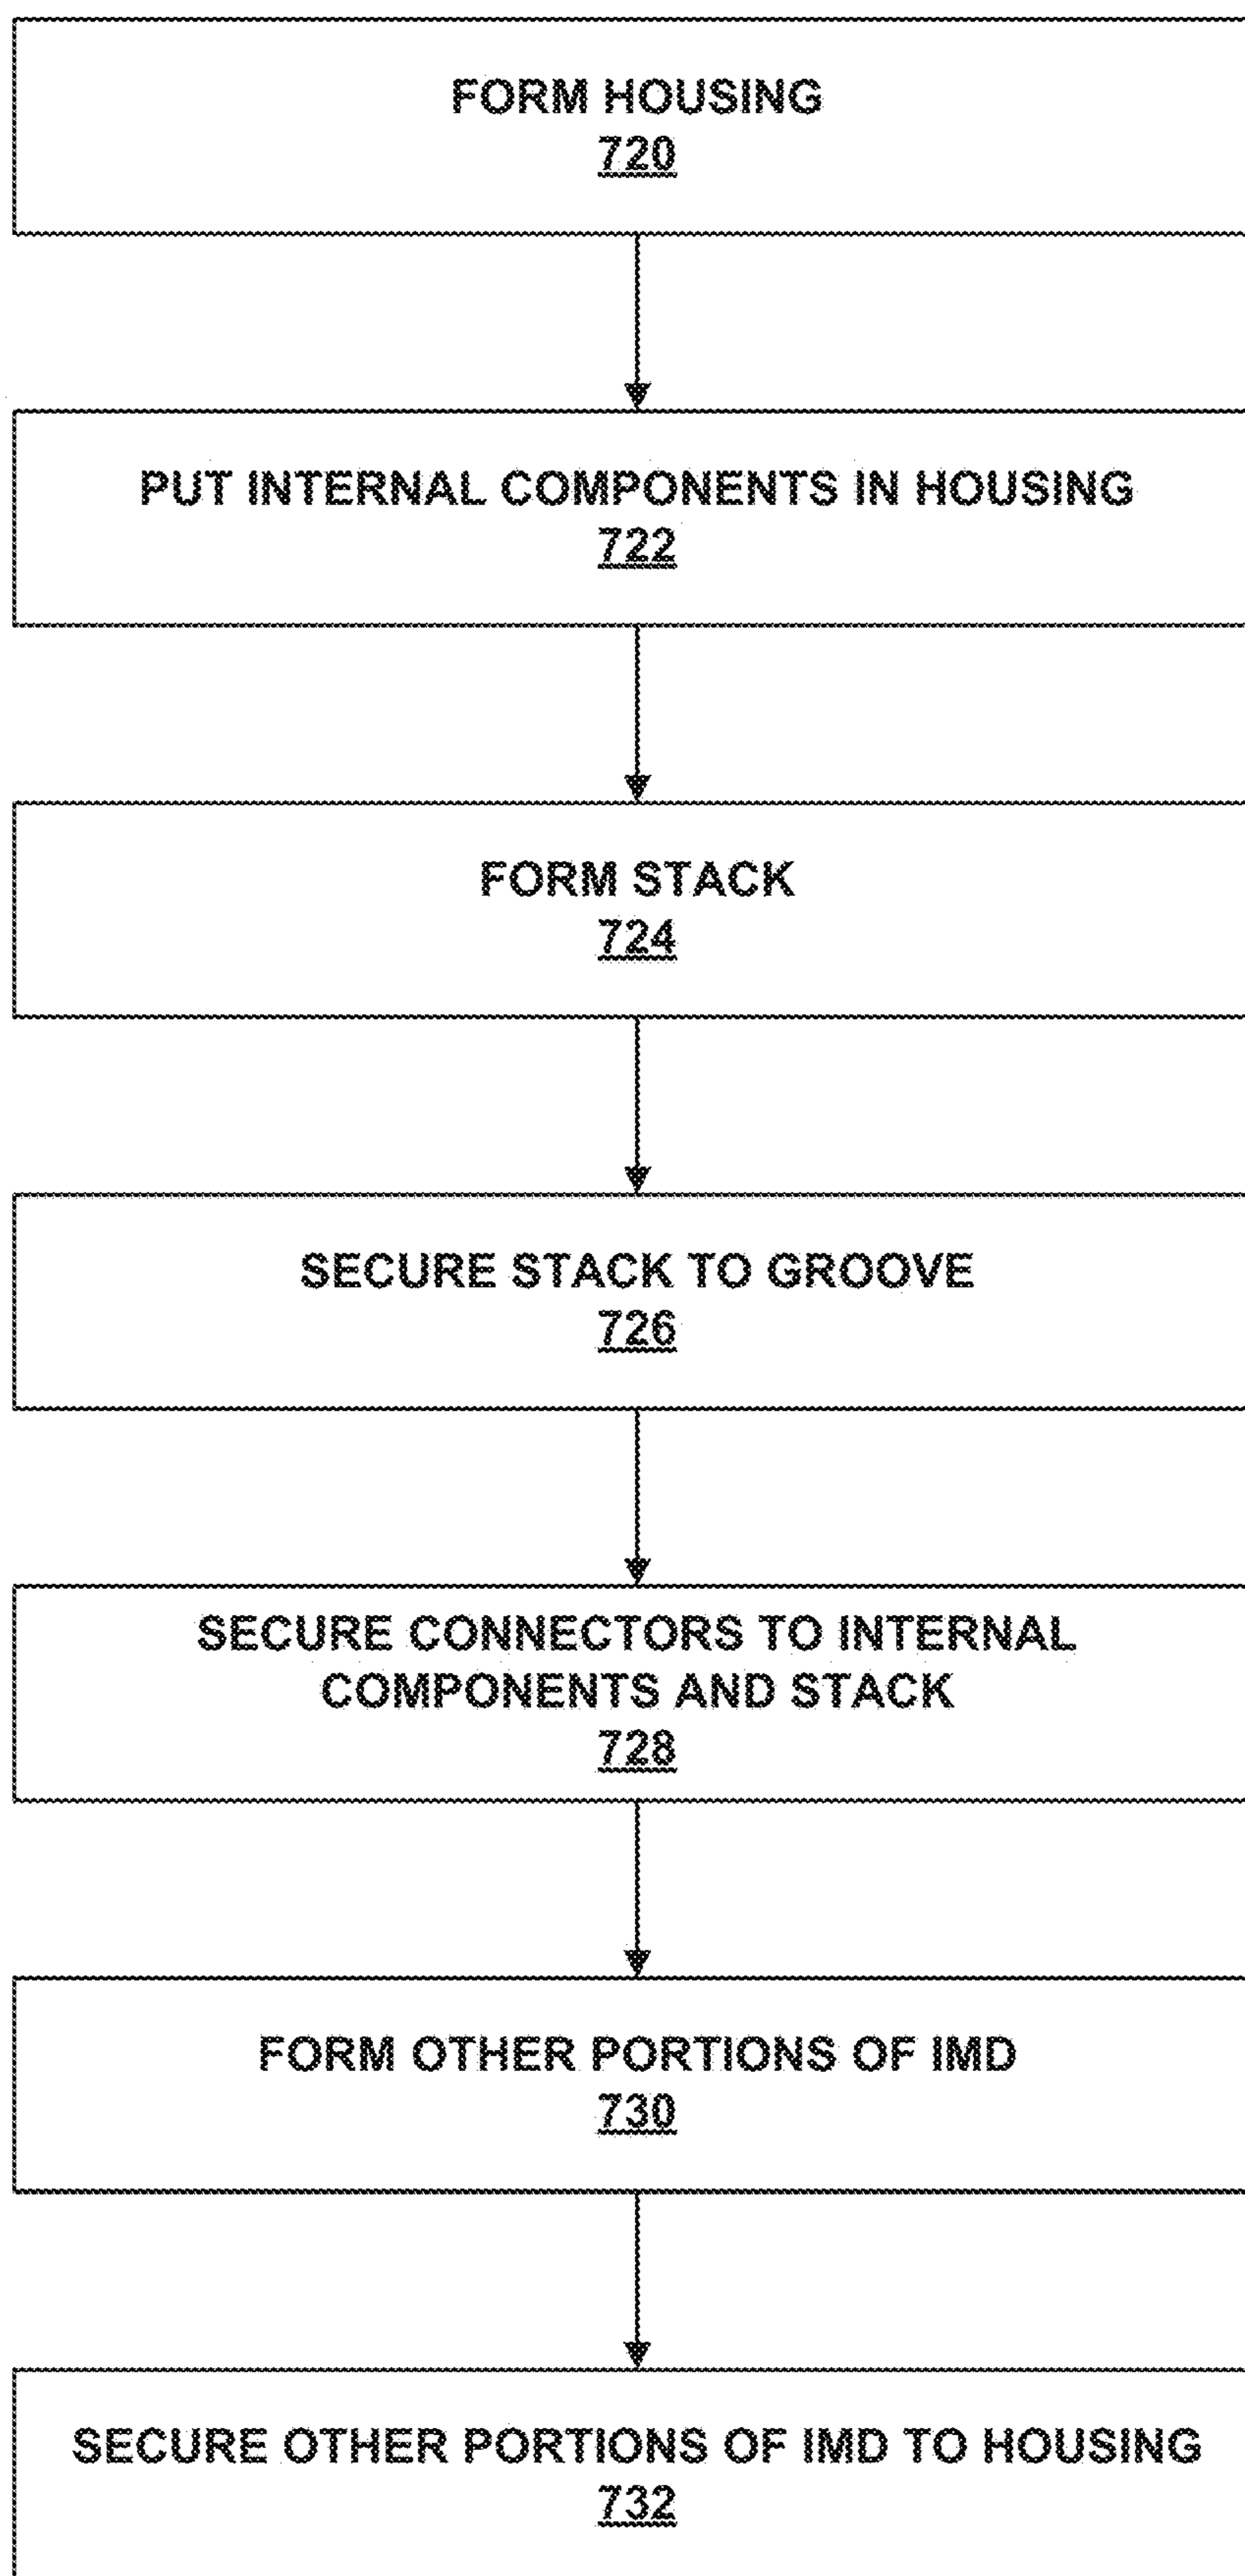 FORM HOUSING
720
PUT INTERNAL COMPONENTS IN HOUSING
722
FORM STACK
724
SECURE STACK TO GROOVE
726
SECURE CONNECTORS TO INTERNAL
COMPONENTS AND STACK
728
FORM OTHER PORTIONS OF IMD
730
SECURE OTHER PORTIONS OF IMD TO HOUSING
732